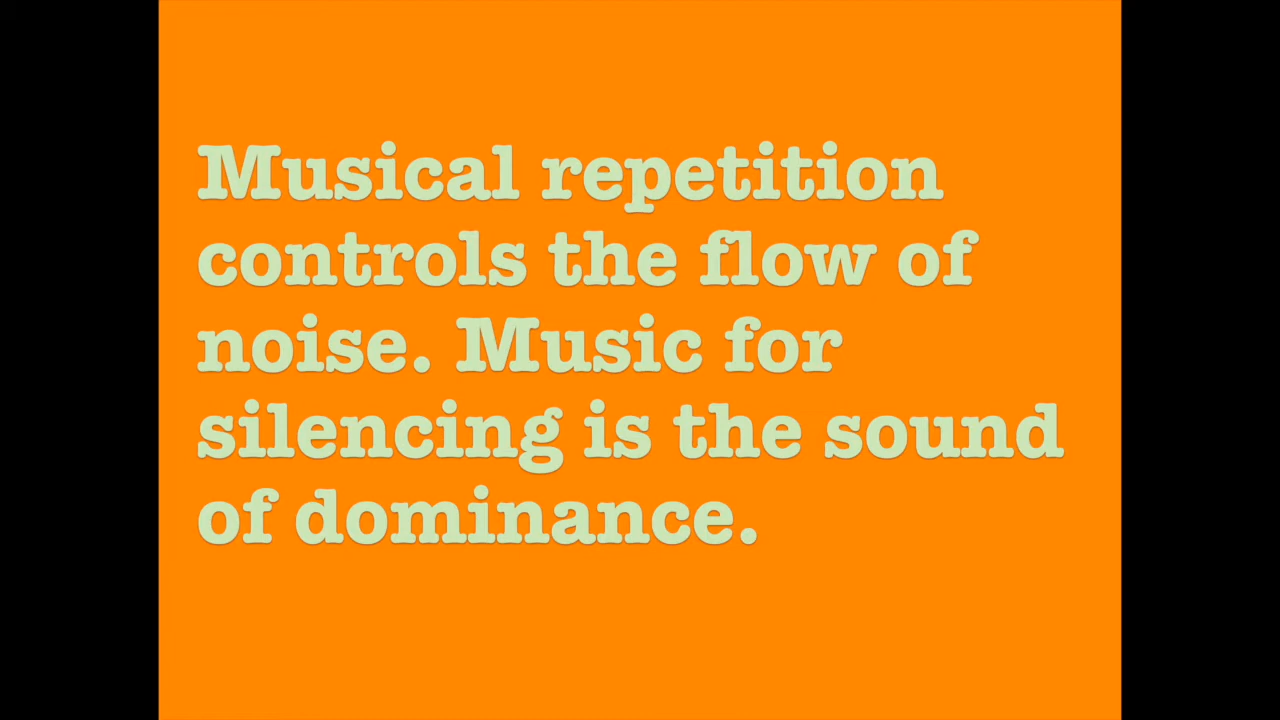 Musical repetition
controls the flow of
noise. Music for
silencing is the sound
of dominance.